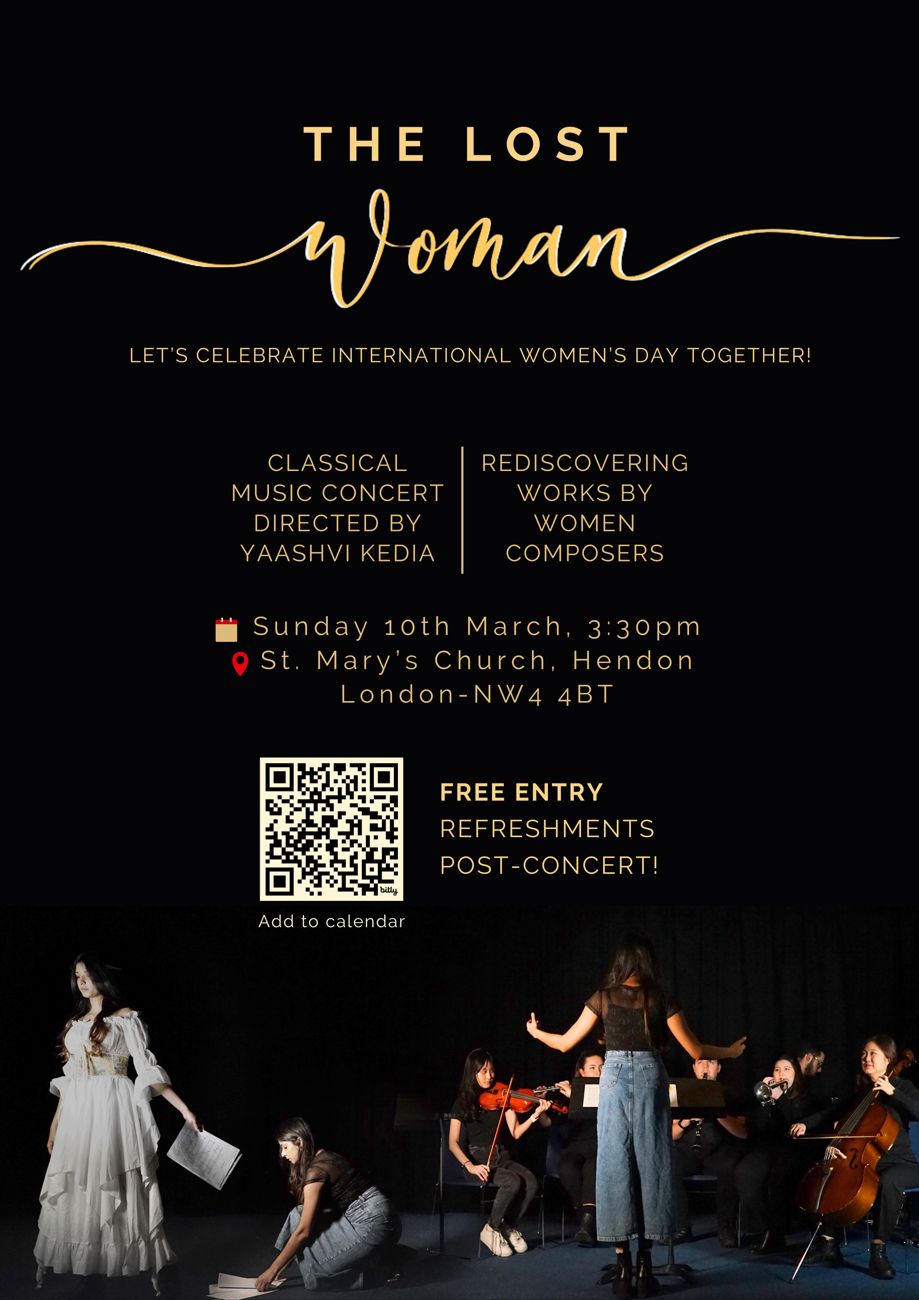 THE LOST
Woman
LET'S CELEBRATE INTERNATIONAL WOMEN'S DAY TOGETHER!
CLASSICAL
MUSIC CONCERT
DIRECTED BY
YAASHVI KEDIA
REDISCOVERING
WORKS BY
WOMEN
COMPOSERS
Sunday 10th March, 3:30pm
St. Mary's Church, Hendon
London-NW4 4BT
bitly
FREE ENTRY
REFRESHMENTS
POST-CONCERT!
Add to calendar